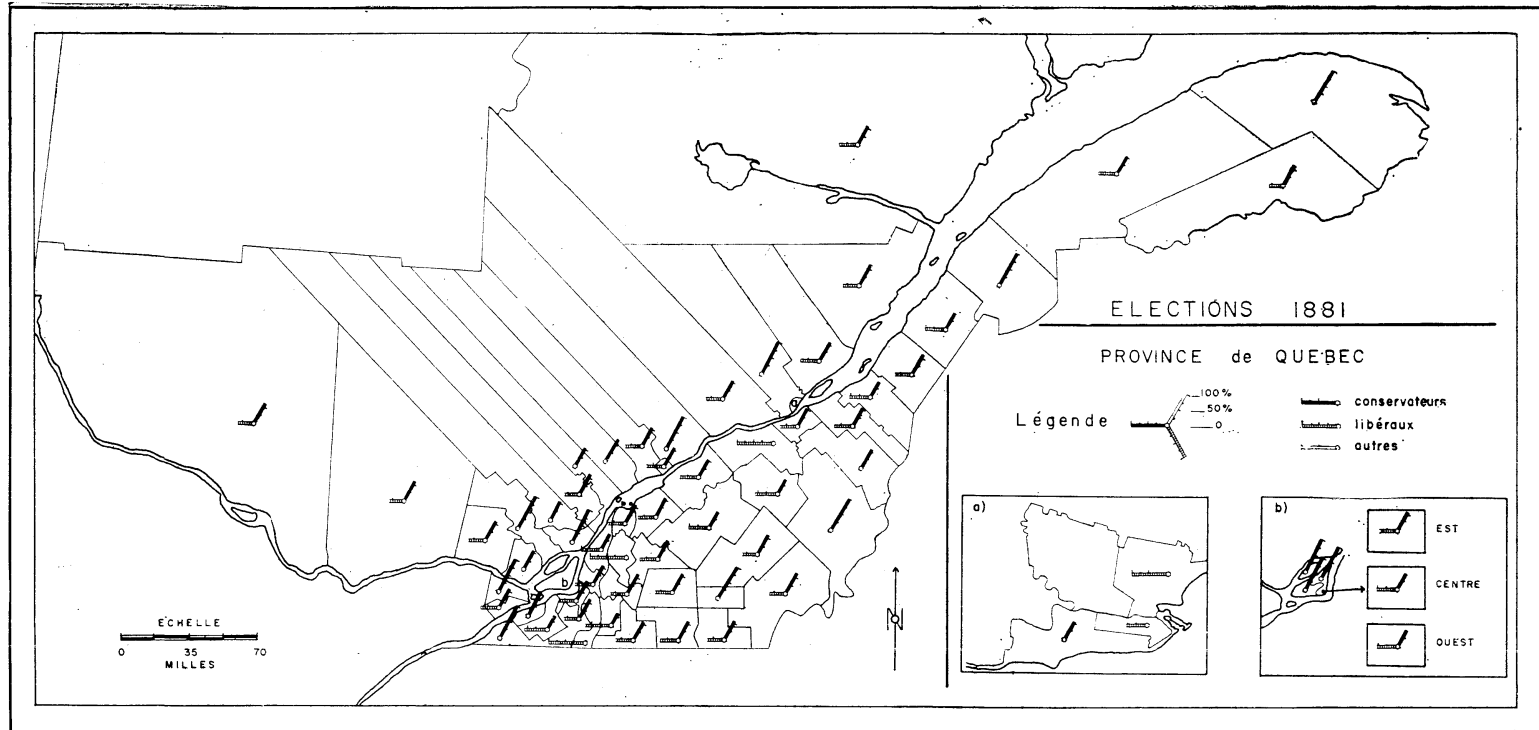 ELECTIONS 1881
PROVINCE de QUEBEC
Légende
100%
50%
0
conservateurs
libéraux
autres
a
b
ECHELLE
0 35 70
MILLES
N
a)
b)
EST
CENTRE
OUEST